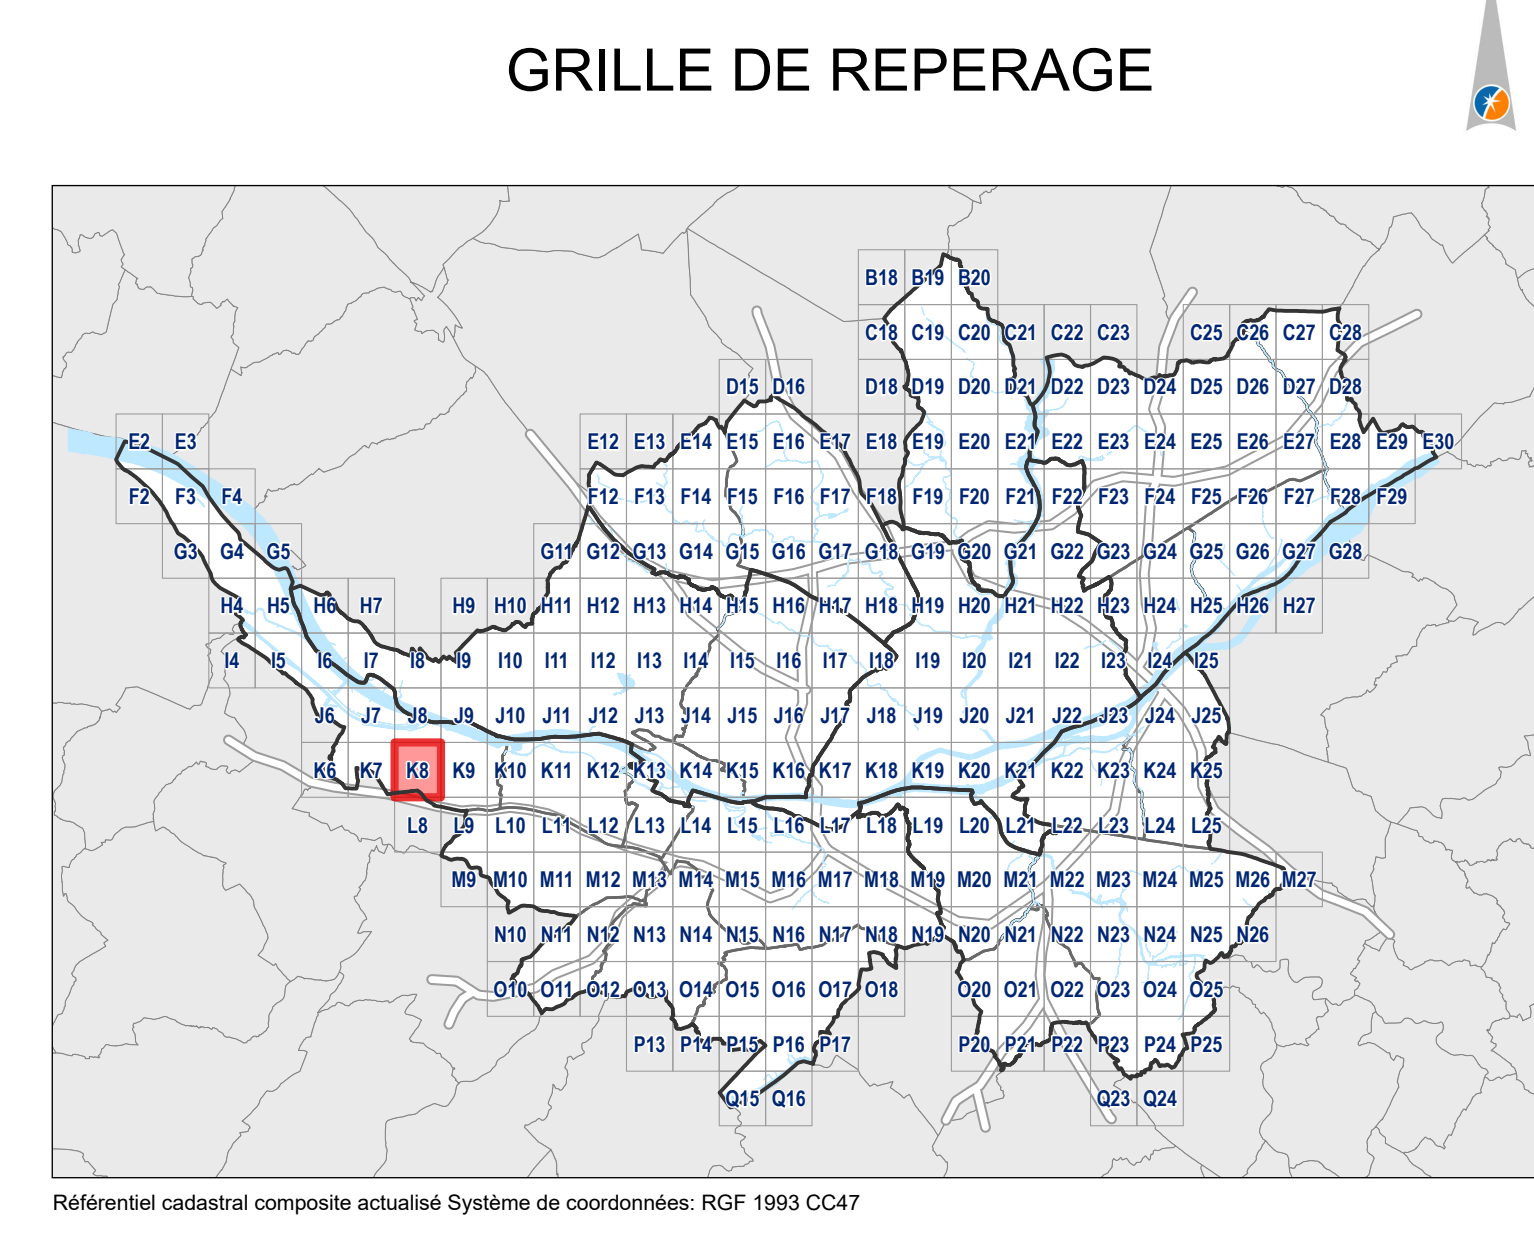 GRILLE DE REPERAGE
B18 B19 B20
C18 C19 C20 C21 C22 C23 C25 C26 C27 C28
D15 D16 D18 D19 D20 D21 D22 D23 D24 D25 D26 D27 D28
E2 E3 E12 E13 E14 E15 E16 E17 E18 E19 E20 E21 E22 E23 E24 E25 E26 E27 E28 E29 E30
F2 F3 F4 F12 F13 F14 F15 F16 F17 F18 F19 F20 F21 F22 F23 F24 F25 F26 F27 F28 F29
G3 G4 G5 G11 G12 G13 G14 G15 G16 G17 G18 G19 G20 G21 G22 G23 G24 G25 G26 G27 G28
H4 H5 H6 H7 H9 H10 H11 H12 H13 H14 H15 H16 H17 H18 H19 H20 H21 H22 H23 H24 H25 H26 H27
I4 I5 I6 I7 I8 I9 I10 I11 I12 I13 I14 I15 I16 I17 I18 I19 I20 I21 I22 I23 I24 I25
J6 J7 J8 J9 J10 J11 J12 J13 J14 J15 J16 J17 J18 J19 J20 J21 J22 J23 J24 J25
K6 K7 K8 K9 K10 K11 K12 K13 K14 K15 K16 K17 K18 K19 K20 K21 K22 K23 K24 K25
L8 L9 L10 L11 L12 L13 L14 L15 L16 L17 L18 L19 L20 L21 L22 L23 L24 L25
M9 M10 M11 M12 M13 M14 M15 M16 M17 M18 M19 M20 M21 M22 M23 M24 M25 M26 M27
N10 N11 N12 N13 N14 N15 N16 N17 N18 N19 N20 N21 N22 N23 N24 N25 N26
O10 O11 O12 O13 O14 O15 O16 O17 O18 O20 O21 O22 O23 O24 O25
P13 P14 P15 P16 P17 P20 P21 P22 P23 P24 P25
Q15 Q16 Q23 Q24
Référentiel cadastral composite actualisé Système de coordonnées: RGF 1993 CC47